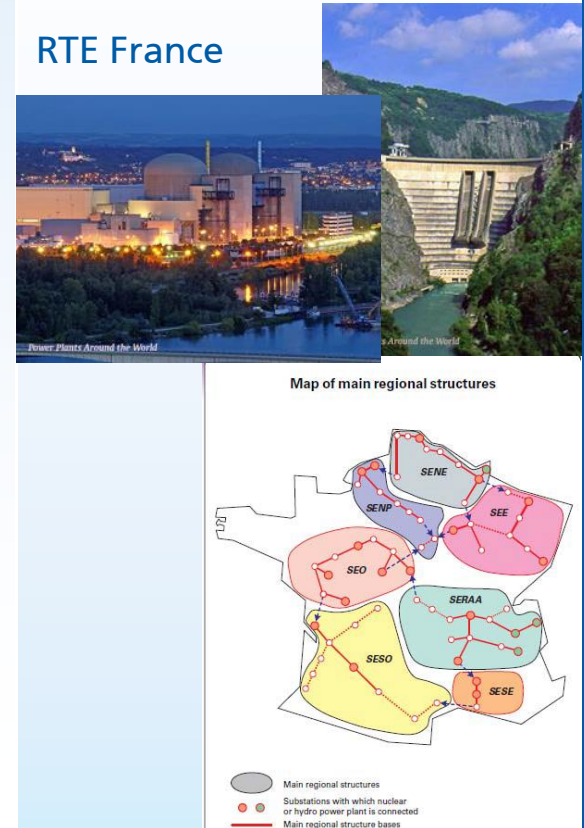 RTE France
Power Plants Around the World
s Around the World
Map of main regional structures
SENE
SENP
SEE
SEO
SERAA
SESO
SESE
Main regional structures
Substations with which nuclear
or hydro power plant is connected
Main regional structure bases